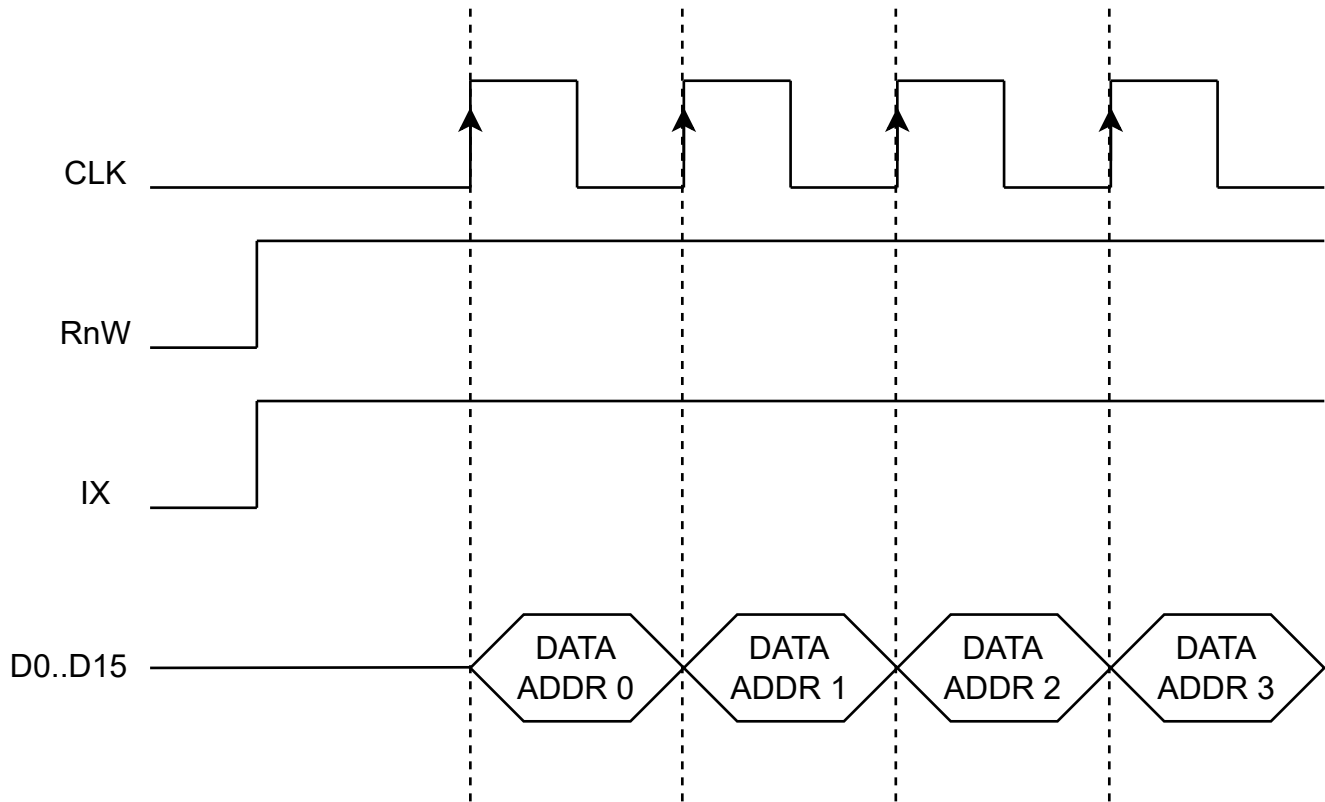 CLK
RnW
IX
D0..D15
DATA DATA DATA DATA
ADDR 0 ADDR 1 ADDR 2 ADDR 3